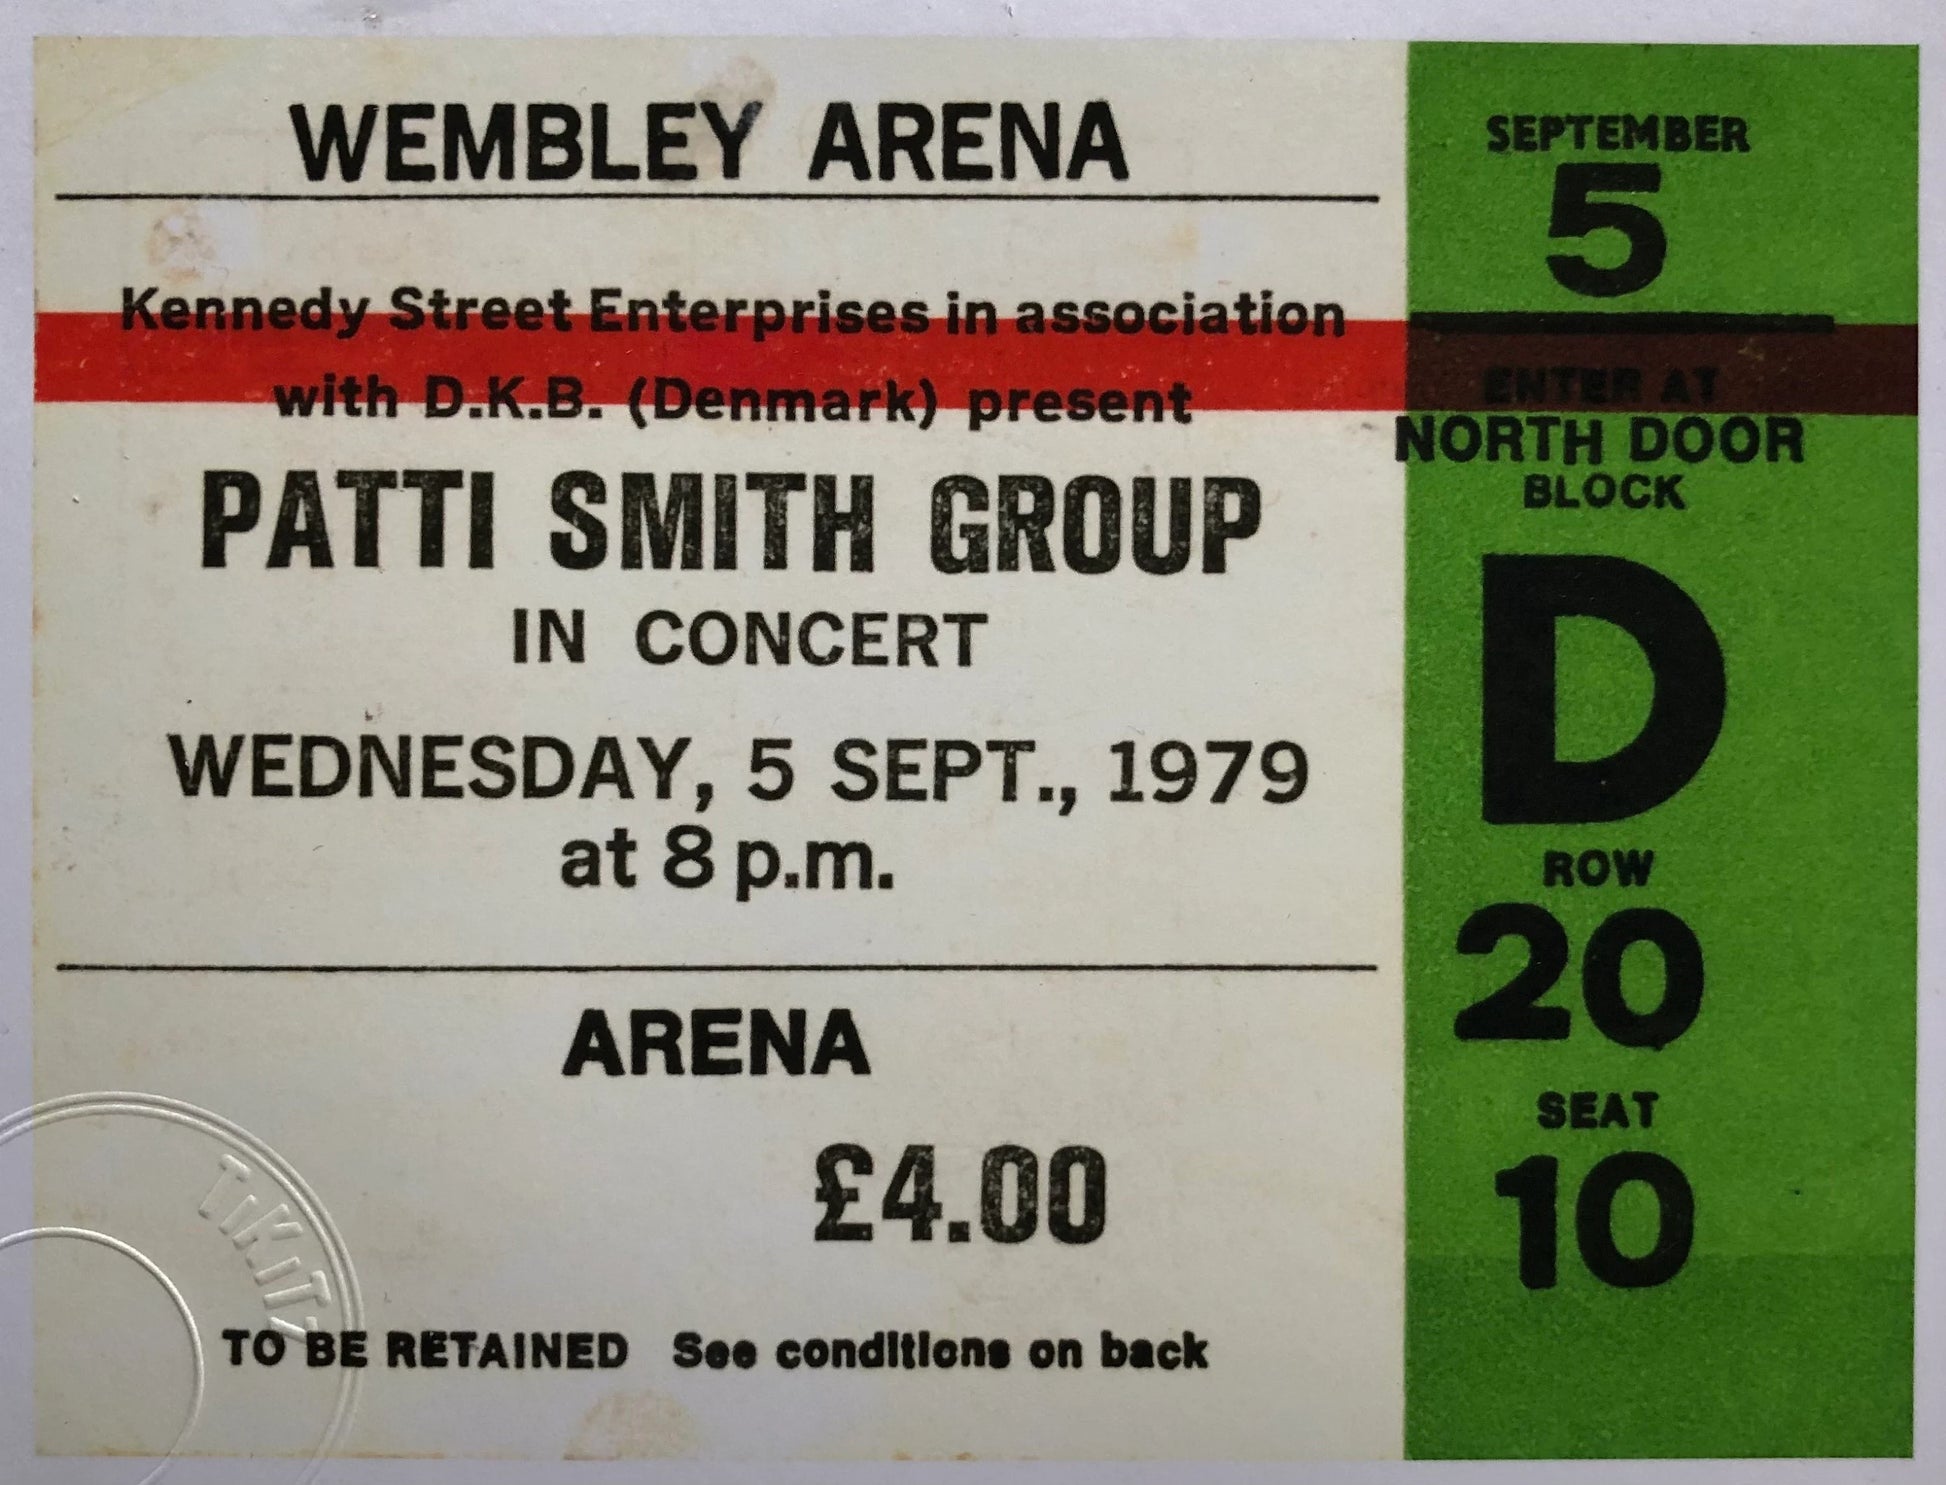 WEMBLEY ARENA
Kennedy Street Enterprises in association
with D.K.B. (Denmark) present
PATTI SMITH GROUP
IN CONCERT
WEDNESDAY, 5 SEPT., 1979
at 8 p.m.
ARENA
£4.00
TO BE RETAINED See conditions on back
SEPTEMBER
5
ENTER AT
NORTH DOOR
BLOCK
D
ROW
20
SEAT
10